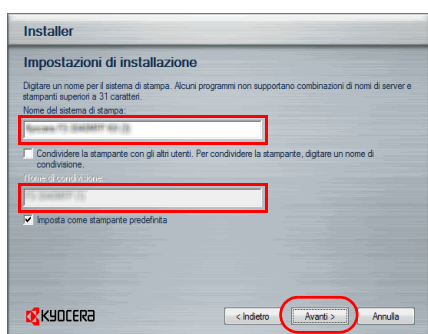 Installer
Impostazioni di installazione
Digitare un nome per il sistema di stampa. Alcuni programmi non supportano combinazioni di nomi di server e
stampanti superiori a 31 caratteri.
Nome del sistema di stampa:
Condividere la stampante con gli altri utenti. Per condividere la stampante, digitare un nome di
condivisione.
Nome di condivisione:
Imposta come stampante predefinita
KYOCERA
< Indietro
Avanti >
Annulla